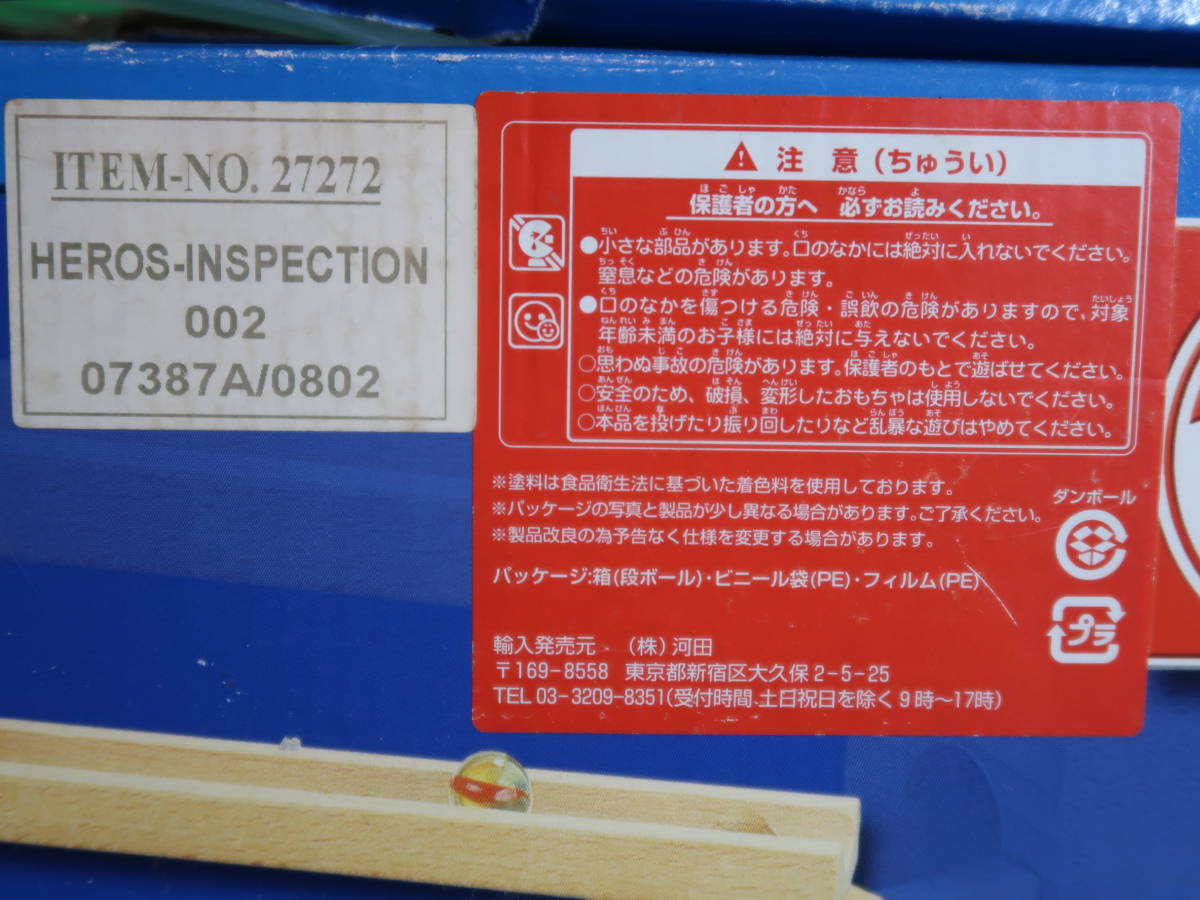 ITEM-NO. 27272
HEROS-INSPECTION
002
07387A/0802
注 意（ちゅうい）
保護者の方へ 必ずお読みください。
●小さな部品があります。口のなかには絶対に入れないでください。
窒息などの危険があります。
●口のなかを傷つける危険・誤飲の危険がありますので、対象
年齢未満のお子様には絶対に与えないでください。
○思わぬ事故の危険があります。保護者のもとで遊ばせてください。
○安全のため、破損、変形したおもちゃは使用しないでください。
○本品を投げたり振り回したりなど乱暴な遊びはやめてください。
※塗料は食品衛生法に基づいた着色料を使用しております。
※パッケージの写真と製品が少し異なる場合があります。ご了承ください。
※製品改良の為予告なく仕様を変更する場合があります。
パッケージ:箱(段ボール)・ビニール袋(PE)・フィルム(PE)
ダンボール
プラ
輸入発売元 （株）河田
〒169-8558 東京都新宿区大久保2-5-25
TEL 03-3209-8351(受付時間 土日祝日を除く 9時～17時)